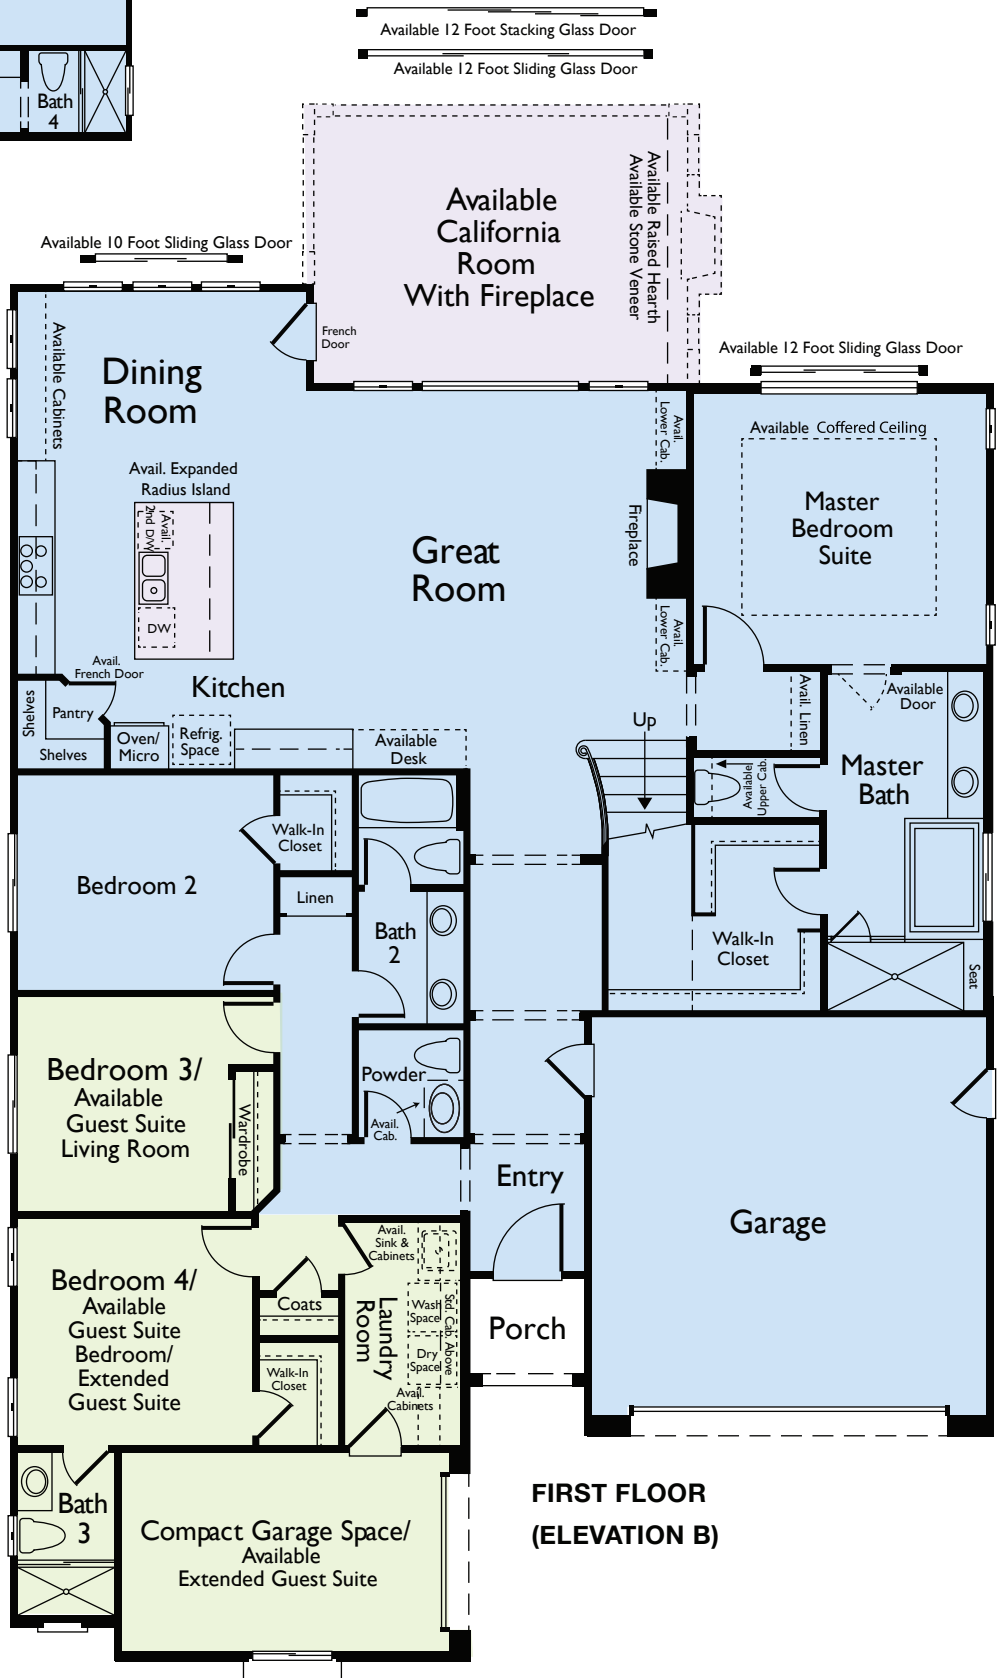 Available 12 Foot Stacking Glass Door
Available 12 Foot Sliding Glass Door
Bath
4
Available
California
Room
With Fireplace
Available Raised Hearth
Available Stone Veneer
Available 10 Foot Sliding Glass Door
French
Door
Available 12 Foot Sliding Glass Door
Available Cabinets
Dining
Room
Avail.
Lower Cab.
Available Coffered Ceiling
Avail. Expanded
Radius Island
Avail.
2nd D/W
DW
Great
Room
Fireplace
Master
Bedroom
Suite
Avail.
Lower Cab.
Avail.
French Door
Kitchen
Shelves
Pantry
Shelves
Oven/
Micro
Refrig.
Space
Available
Desk
Up
Avail. Linen
Available
Door
Available
Upper Cab.
Master
Bath
Walk-In
Closet
Bedroom 2
Linen
Bath
2
Walk-In
Closet
Seat
Bedroom 3/
Available
Guest Suite
Living Room
Wardrobe
Powder
Avail.
Cab.
Entry
Garage
Bedroom 4/
Available
Guest Suite
Bedroom/
Extended
Guest Suite
Coats
Walk-In
Closet
Avail.
Sink &
Cabinets
Laundry
Room
Wash
Space
Std. Cab. Above
Dry
Space
Avail.
Cabinets
Porch
Bath
3
Compact Garage Space/
Available
Extended Guest Suite
FIRST FLOOR
(ELEVATION B)